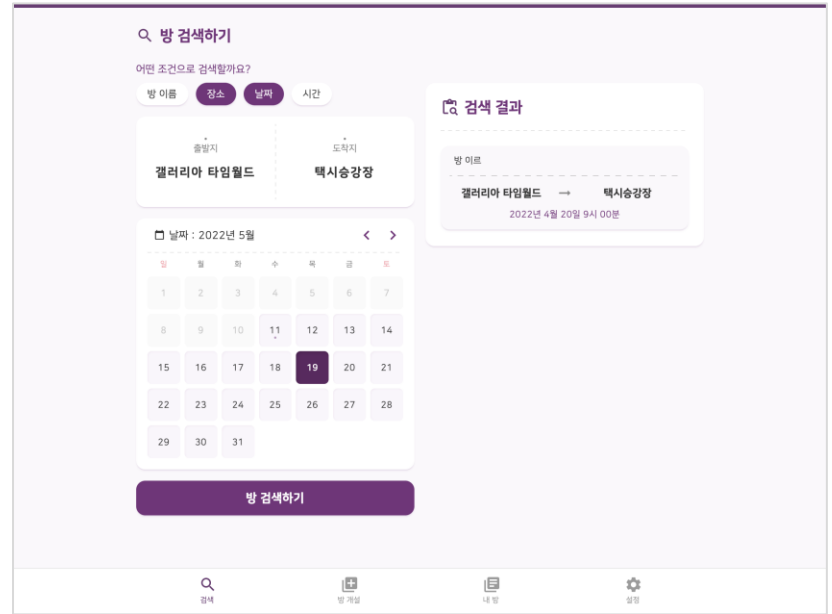 방 검색하기
어떤 조건으로 검색할까요?
방 이름 장소 날짜 시간
출발지 도착지
갤러리아 타임월드 택시승강장
날짜 : 2022년 5월
일 월 화 수 목 금 토
1 2 3 4 5 6 7
8 9 10 11 12 13 14
15 16 17 18 19 20 21
22 23 24 25 26 27 28
29 30 31
방 검색하기
검색 결과
방 이르
갤러리아 타임월드 → 택시승강장
2022년 4월 20일 9시 00분
검색 방 개설 내 방 설정